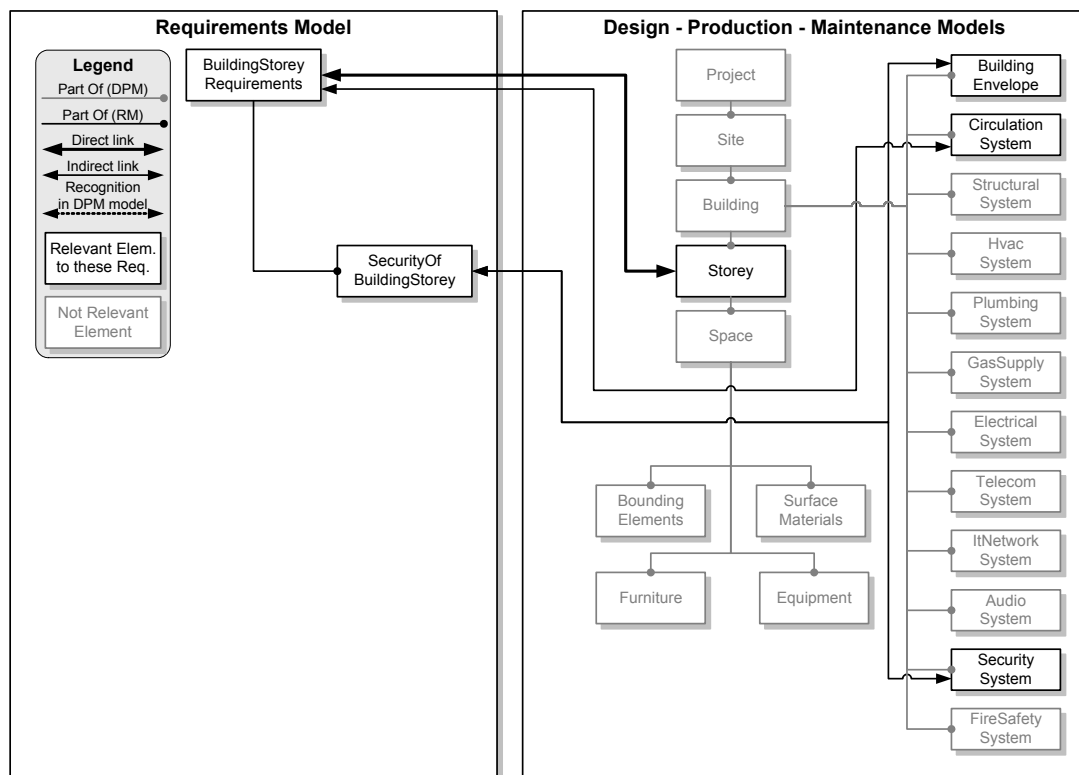 Requirements Model
Legend
Part Of (DPM)
Part Of (RM)
Direct link
Indirect link
Recognition
in DPM model
Relevant Elem.
to these Req.
Not Relevant
Element
BuildingStorey
Requirements
SecurityOf
BuildingStorey
Design - Production - Maintenance Models
Project
Site
Building
Storey
Space
Bounding
Elements
Surface
Materials
Furniture
Equipment
Building
Envelope
Circulation
System
Structural
System
Hvac
System
Plumbing
System
GasSupply
System
Electrical
System
Telecom
System
ItNetwork
System
Audio
System
Security
System
FireSafety
System